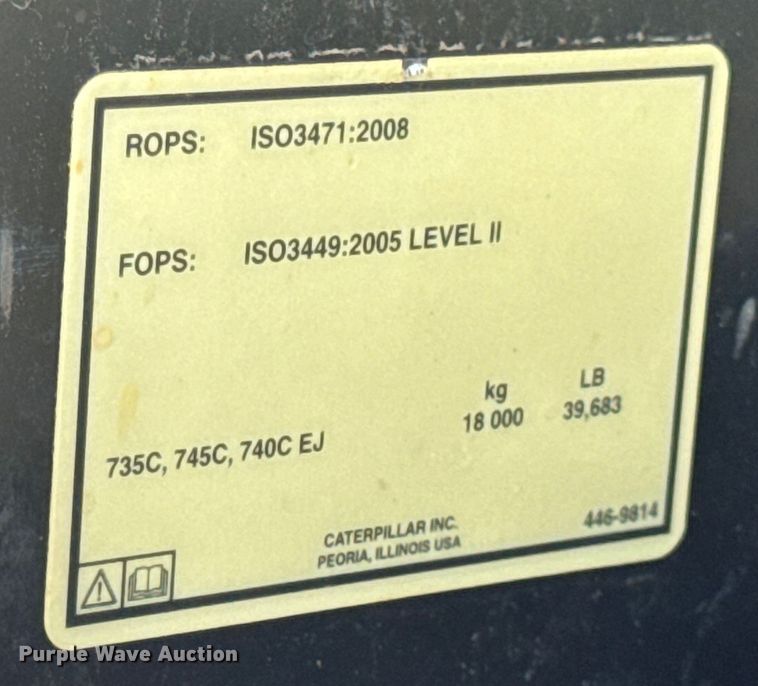 ROPS: ISO3471:2008
FOPS: ISO3449:2005 LEVEL II
kg LB
735C, 745C, 740C EJ 18 000 39,683
CATERPILLAR INC.
PEORIA, ILLINOIS USA
446-9814
Purple Wave Auction